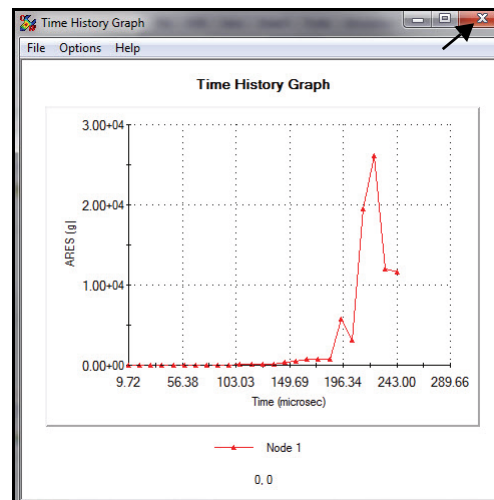 Time History Graph
File Options Help
Time History Graph
3.00+04
2.00+04
1.00+04
0.00+00
ARES (g)
9.72 56.38 103.03 149.69 196.34 243.00 289.66
Time (microsec)
Node 1
0, 0